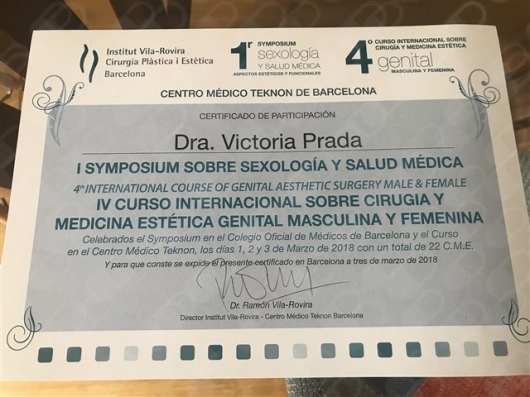 Institut Vila-Rovira
Cirurgia Plàstica i Estètica
Barcelona
1er SYMPOSIUM
sexología
Y SALUD MÉDICA
ASPECTOS ESTÉTICOS Y FUNCIONALES
4º CURSO INTERNACIONAL SOBRE
CIRUGÍA Y MEDICINA ESTÉTICA
genital
MASCULINA Y FEMENINA
CENTRO MÉDICO TEKNON DE BARCELONA
CERTIFICADO DE PARTICIPACIÓN
Dra. Victoria Prada
I SYMPOSIUM SOBRE SEXOLOGÍA Y SALUD MÉDICA
4th INTERNATIONAL COURSE OF GENITAL AESTHETIC SURGERY MALE & FEMALE
IV CURSO INTERNACIONAL SOBRE CIRUGIA Y
MEDICINA ESTÉTICA GENITAL MASCULINA Y FEMENINA
Celebrados el Symposium en el Colegio Oficial de Médicos de Barcelona y el Curso
en el Centro Médico Teknon, los días 1, 2 y 3 de Marzo de 2018 con un total de 22 C.M.E.
Y para que conste se expide el presente certificado en Barcelona a tres de marzo de 2018
Dr. Ramón Vila-Rovira
Director Institut Vila-Rovira - Centro Médico Teknon Barcelona